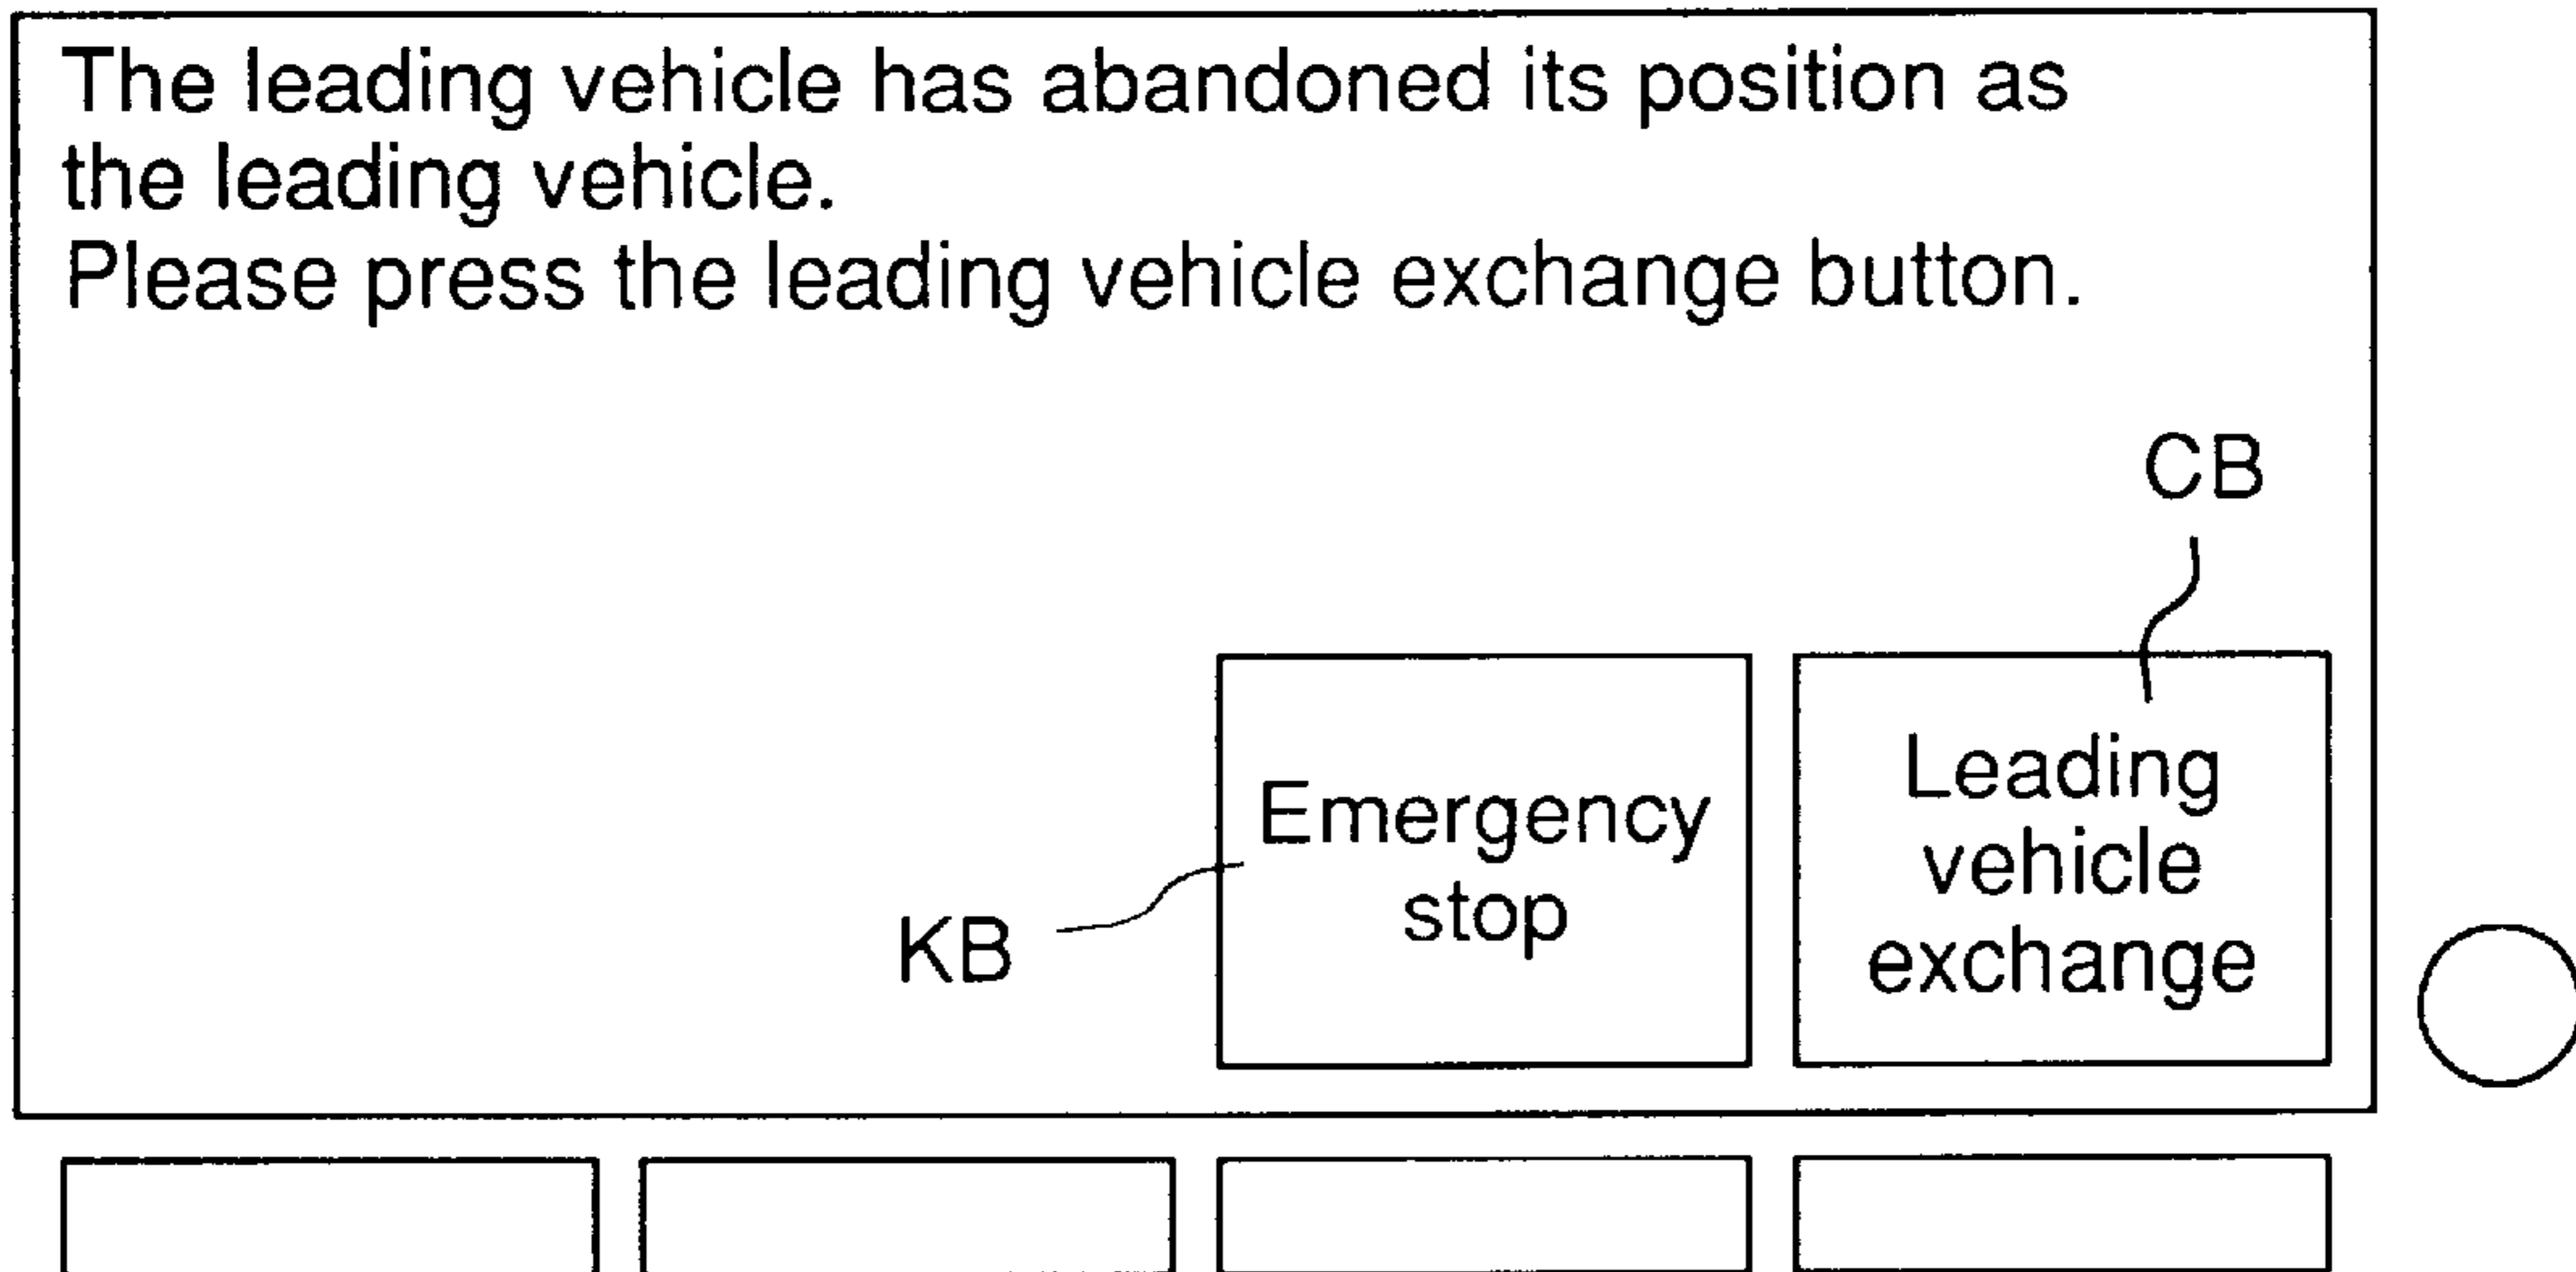 The leading vehicle has abandoned its position as
the leading vehicle.
Please press the leading vehicle exchange button.
CB
Emergency
stop
KB
Leading
vehicle
exchange